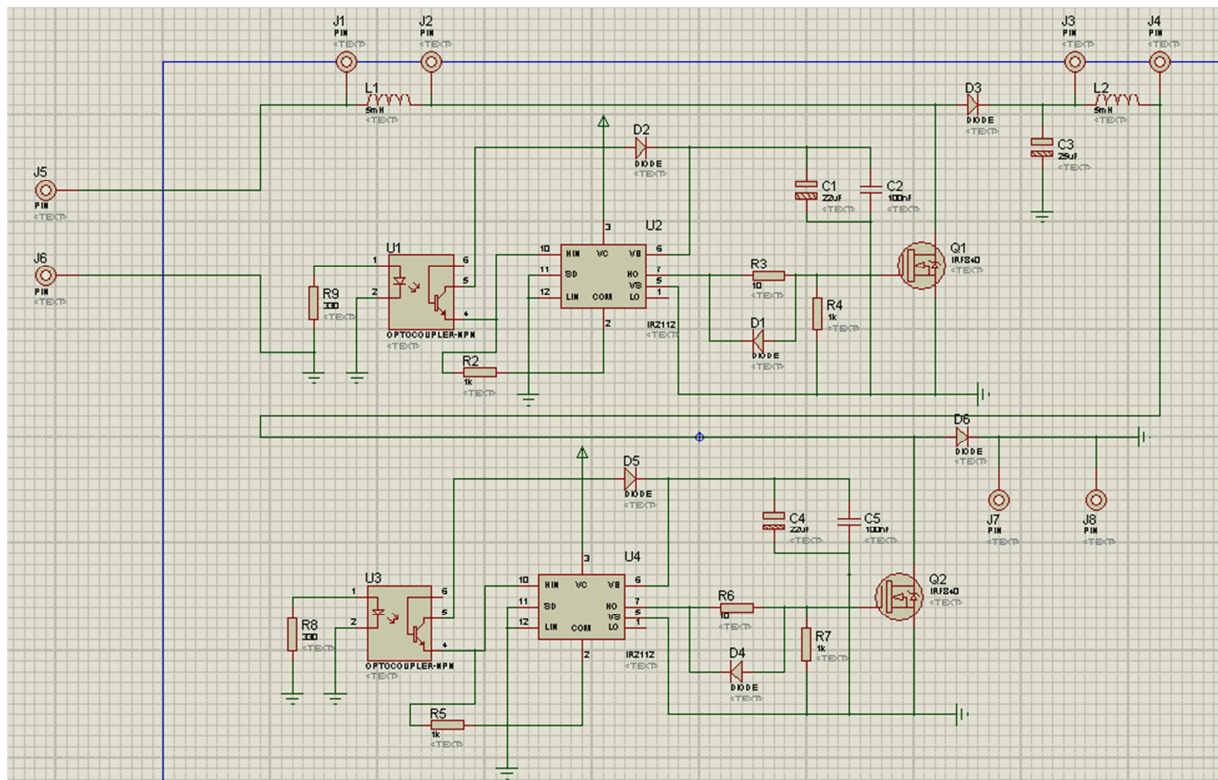 J1
PIN
<TEXT>
J2
PIN
<TEXT>
J3
PIN
<TEXT>
J4
PIN
<TEXT>
L1
5mH
<TEXT>
D3
DIODE
<TEXT>
L2
5mH
<TEXT>
C3
25uF
<TEXT>
D2
DIODE
<TEXT>
C1
22uF
<TEXT>
C2
100nF
<TEXT>
J5
PIN
<TEXT>
J6
PIN
<TEXT>
U1
1
2
6
5
4
OPTOCOUPLER-NPN
<TEXT>
R9
330
<TEXT>
R2
1k
<TEXT>
U2
3
10
11
12
HIN
SD
LIN
VC
COM
VB
HO
VS
LO
6
7
5
1
2
<TEXT>
R3
10
<TEXT>
D1
DIODE
<TEXT>
R4
1k
<TEXT>
Q1
<TEXT>
D6
DIODE
<TEXT>
J7
PIN
<TEXT>
J8
PIN
<TEXT>
D5
DIODE
<TEXT>
C4
22uF
<TEXT>
C5
100nF
<TEXT>
U3
1
2
6
5
4
OPTOCOUPLER-NPN
<TEXT>
R8
330
<TEXT>
R5
1k
<TEXT>
U4
3
10
11
12
HIN
SD
LIN
VC
COM
VB
HO
VS
LO
6
7
5
1
2
<TEXT>
R6
10
<TEXT>
D4
DIODE
<TEXT>
R7
1k
<TEXT>
Q2
<TEXT>